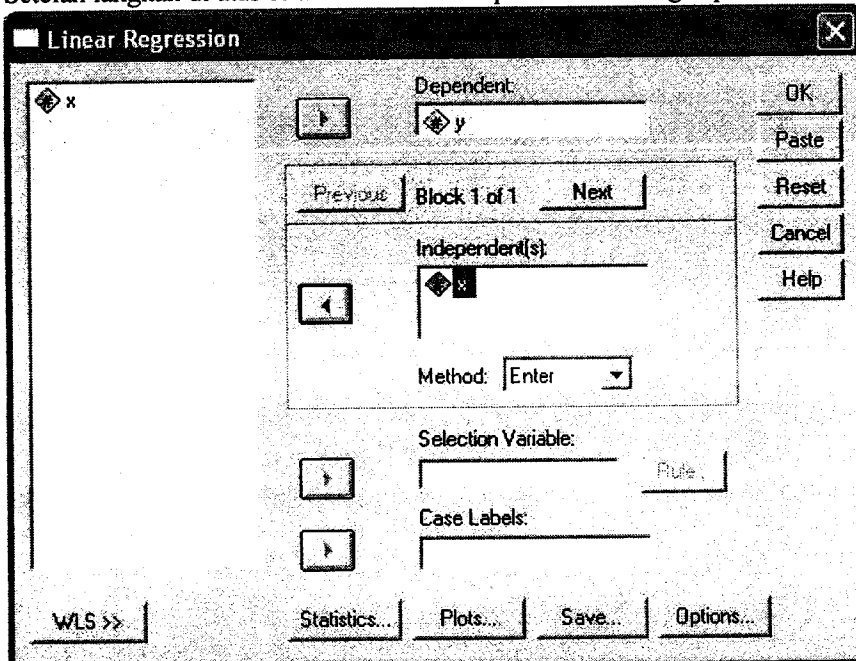 Linear Regression
x
Dependent:
y
OK
Paste
Reset
Cancel
Help
Previous
Block 1 of 1
Next
Independent(s):
x
Method: Enter
Selection Variable:
Rule...
Case Labels:
WLS >>
Statistics...
Plots...
Save...
Options...